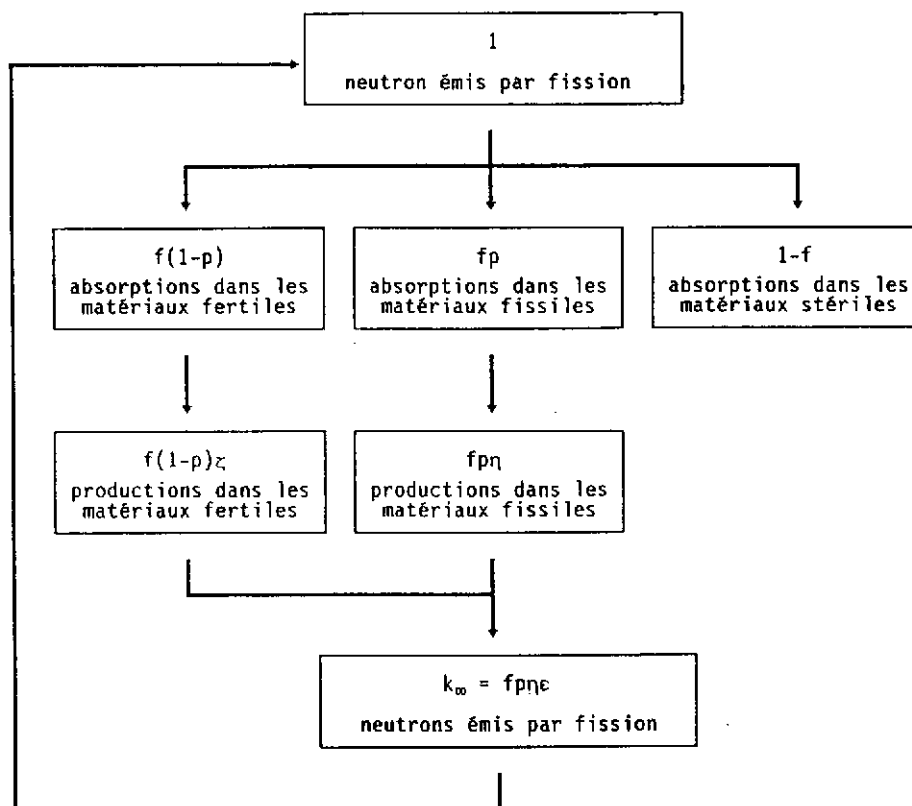 1
neutron émis par fission
f(1-p)
absorptions dans les
matériaux fertiles
fp
absorptions dans les
matériaux fissiles
1-f
absorptions dans les
matériaux stériles
f(1-p)ζ
productions dans les
matériaux fertiles
fpη
productions dans les
matériaux fissiles
k∞ = fpηε
neutrons émis par fission